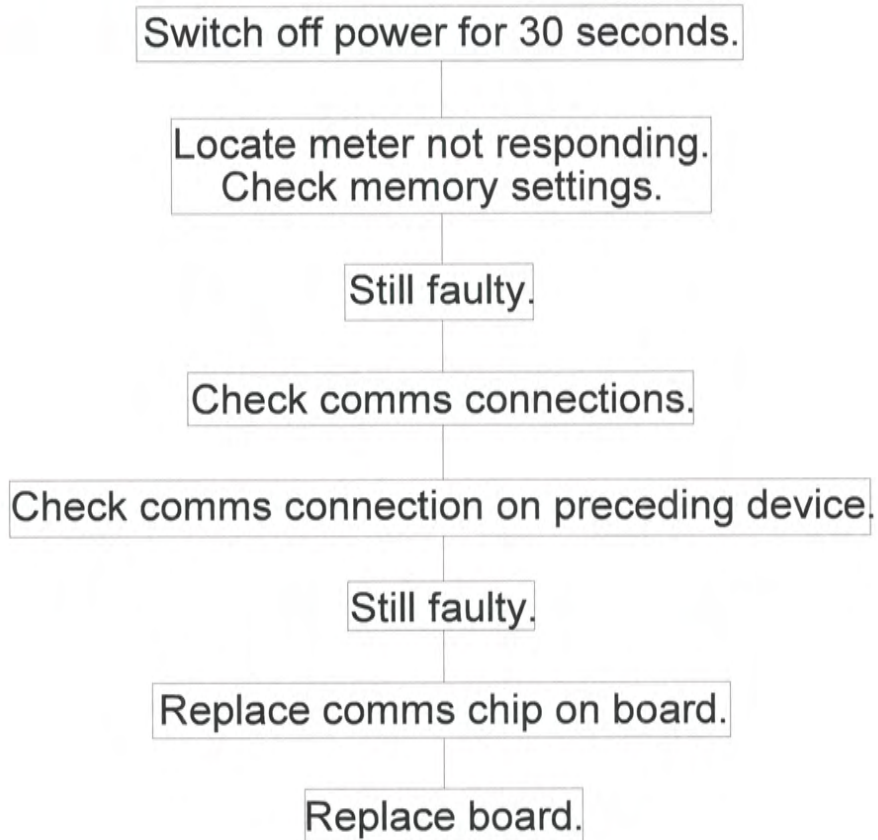 Switch off power for 30 seconds.
Locate meter not responding.
Check memory settings.
Still faulty.
Check comms connections.
Check comms connection on preceding device.
Still faulty.
Replace comms chip on board.
Replace board.